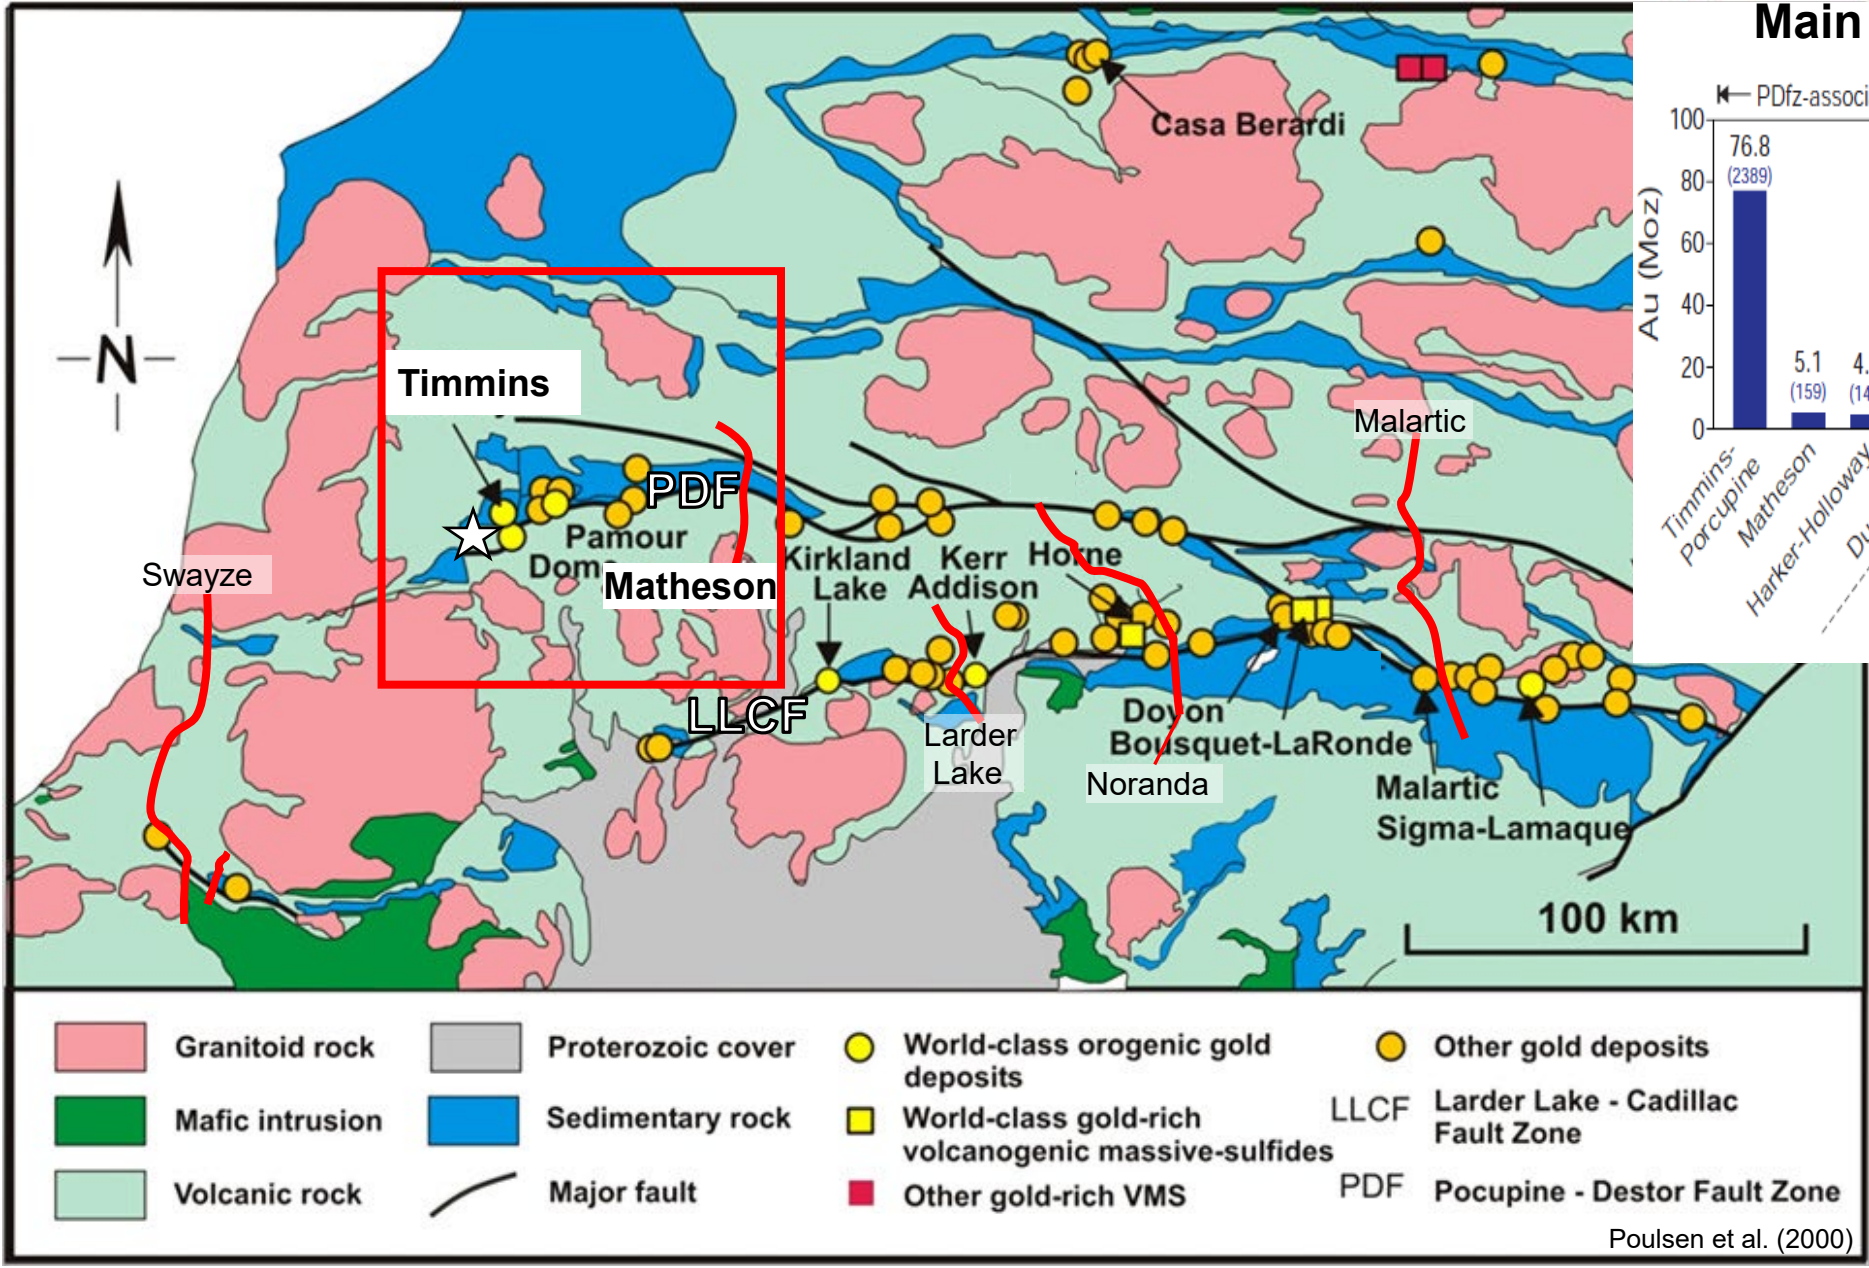 Main
PDfz-associ
Au (Moz)
100
80
60
40
20
0
76.8
(2389)
5.1
(159)
4.
(14
Timmins-
Porcupine
Matheson
Harker-Holloway
Du
Casa Berardi
N
Timmins
Malartic
PDF
Pamour
Dom
Matheson
Swayze
Kirkland
Lake
Kerr
Addison
Horne
LLCF
Larder
Lake
Noranda
Doyon
Bousquet-LaRonde
Malartic
Sigma-Lamaque
100 km
Granitoid rock
Mafic intrusion
Volcanic rock
Proterozoic cover
Sedimentary rock
Major fault
World-class orogenic gold
deposits
World-class gold-rich
volcanogenic massive-sulfides
Other gold-rich VMS
Other gold deposits
LLCF Larder Lake - Cadillac
Fault Zone
PDF Pocupine - Destor Fault Zone
Poulsen et al. (2000)